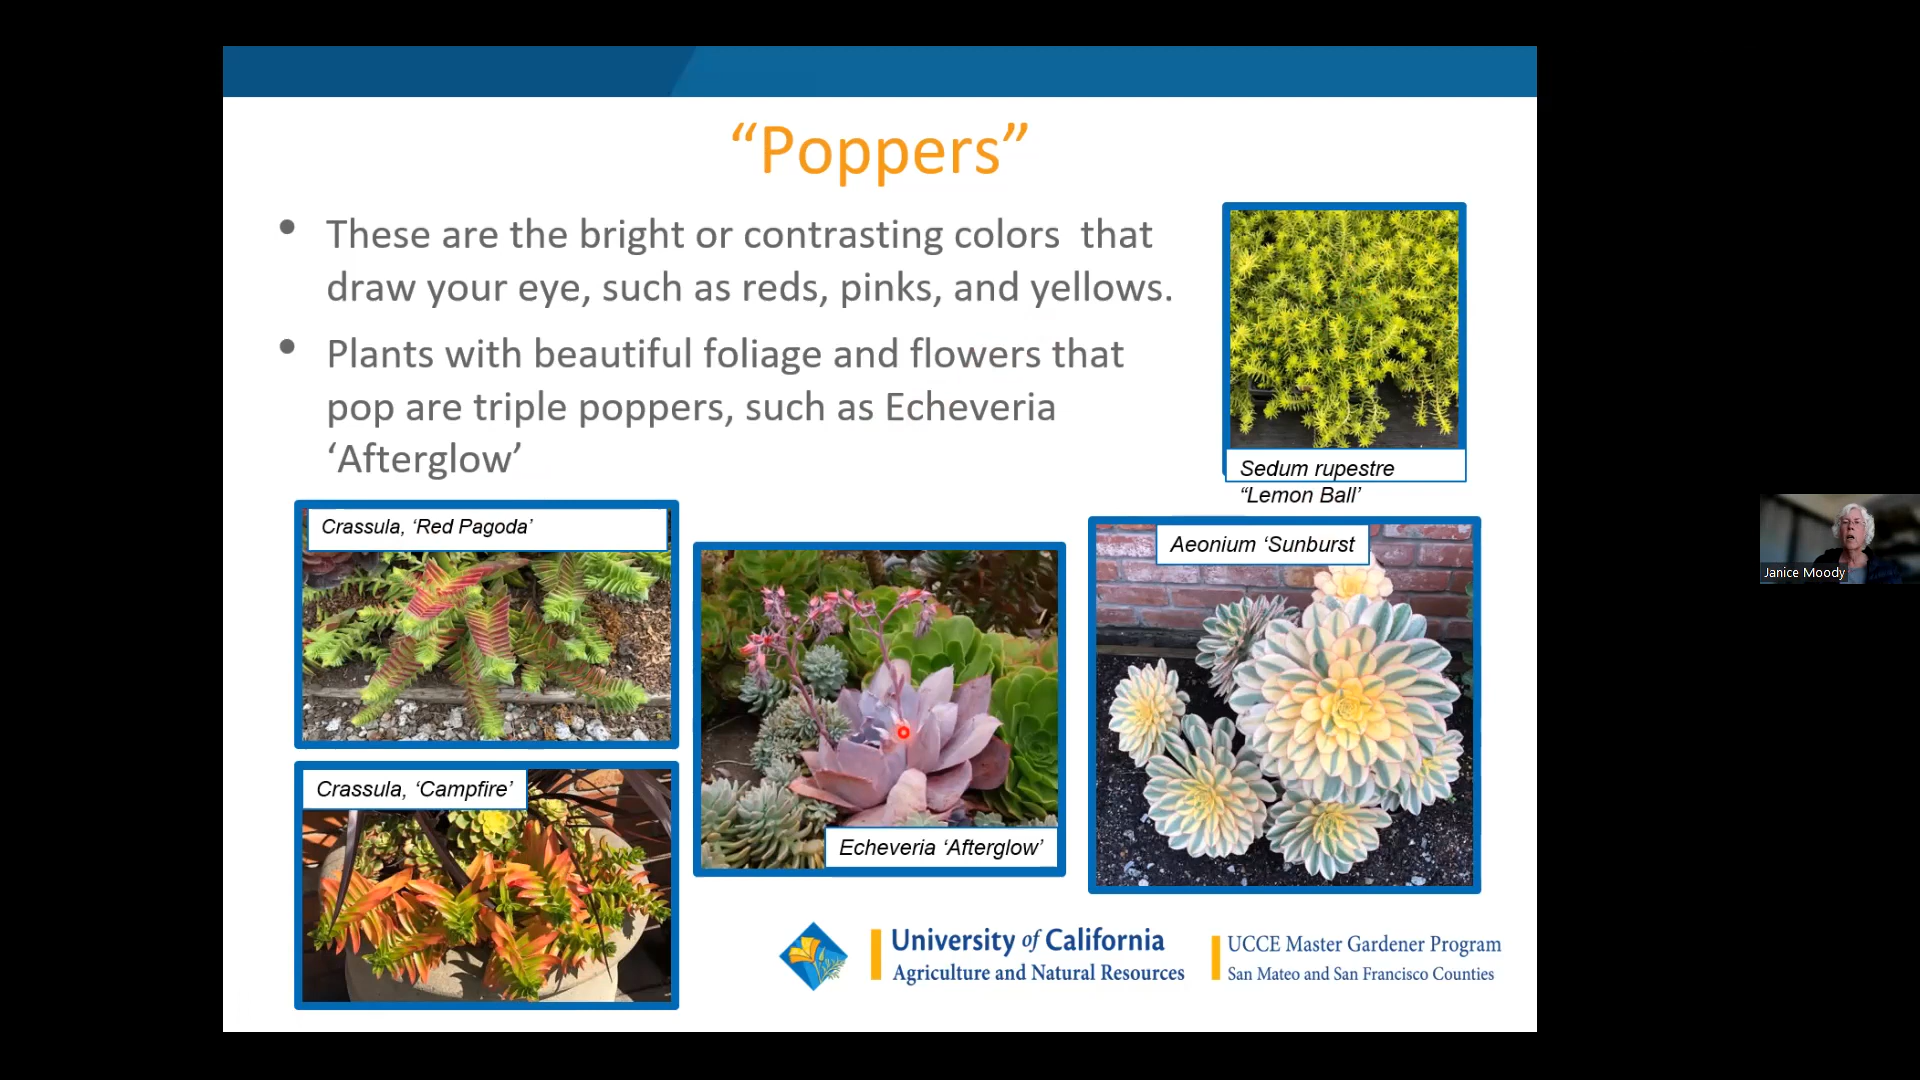 “Poppers”
• These are the bright or contrasting colors  that
draw your eye, such as reds, pinks, and yellows.
• Plants with beautiful foliage and flowers that
pop are triple poppers, such as Echeveria
‘Afterglow’
Sedum rupestre
“Lemon Ball’
Crassula, ‘Red Pagoda’
Aeonium ‘Sunburst
Janice Moody
Crassula, ‘Campfire’
Echeveria ‘Afterglow’
University of California
Agriculture and Natural Resources
UCCE Master Gardener Program
San Mateo and San Francisco Counties